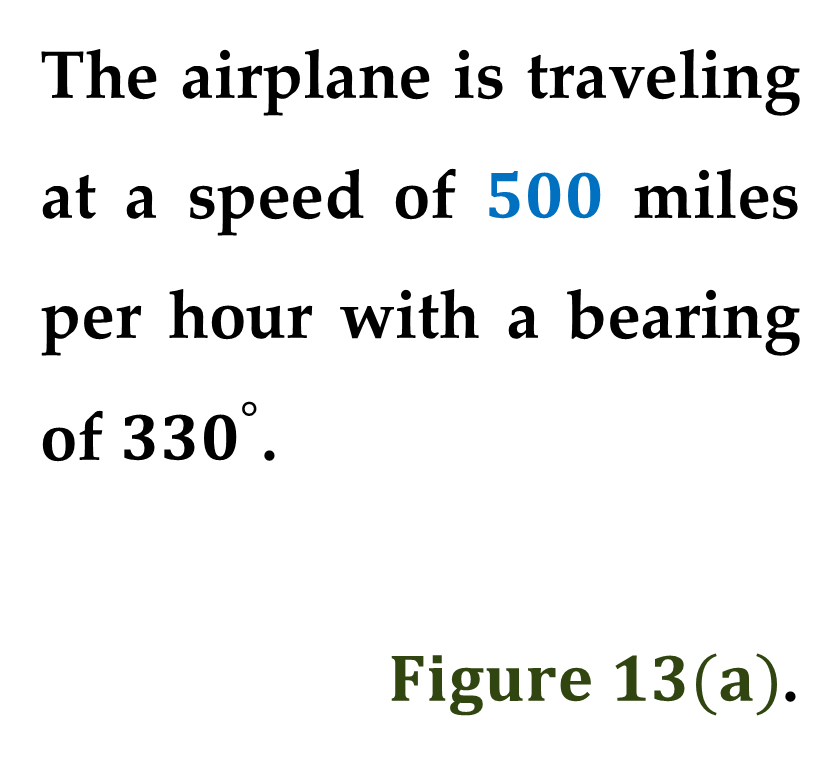 The airplane is traveling
at a speed of 500 miles
per hour with a bearing
of 330°.
Figure 13(a).